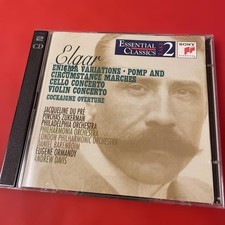 2 CD
Elgar
ESSENTIAL
CLASSICS
2
SONY
ENIGMA VARIATIONS · POMP AND
CIRCUMSTANCE MARCHES
CELLO CONCERTO
VIOLIN CONCERTO
COCKAIGNE OVERTURE
JACQUELINE DU PRÉ
PINCHAS ZUKERMAN
PHILADELPHIA ORCHESTRA
PHILHARMONIA ORCHESTRA
LONDON PHILHARMONIC ORCHESTRA
DANIEL BARENBOIM
EUGENE ORMANDY
ANDREW DAVIS